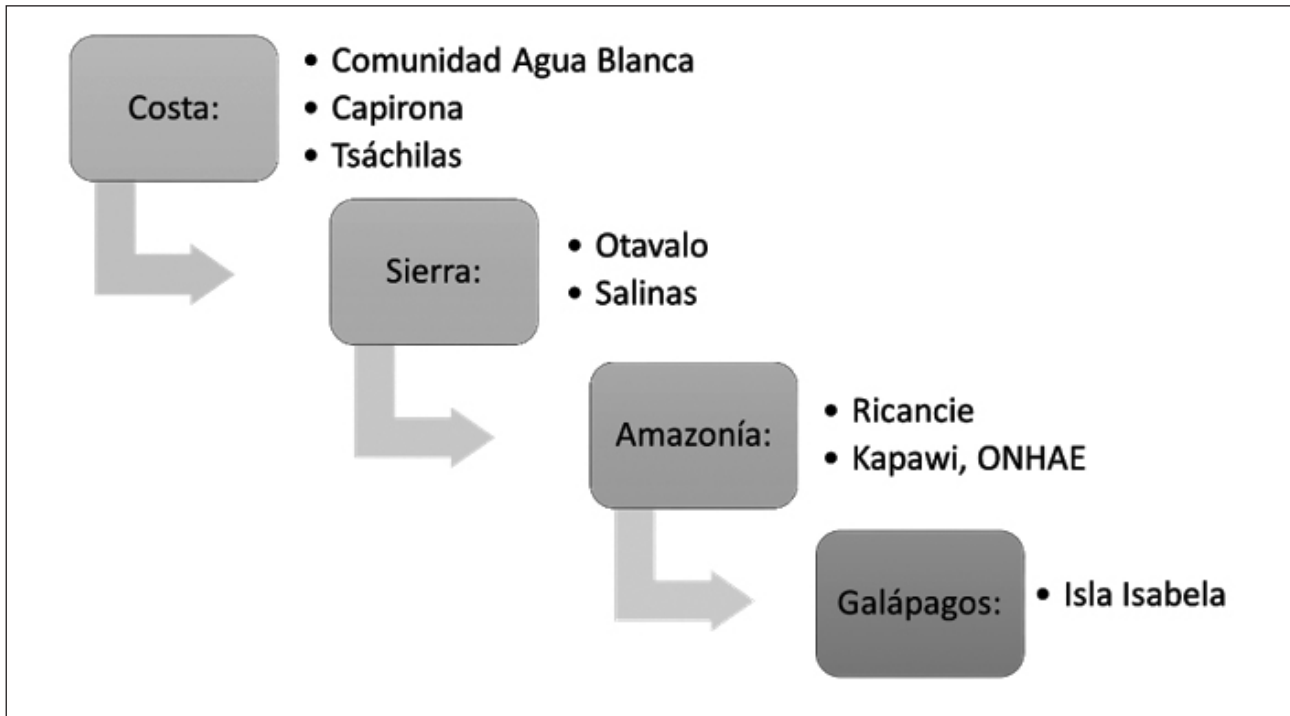 Costa:
• Comunidad Agua Blanca
• Capirona
• Tsáchilas
Sierra:
• Otavalo
• Salinas
Amazonía:
• Ricancie
• Kapawi, ONHAE
Galápagos:
• Isla Isabela